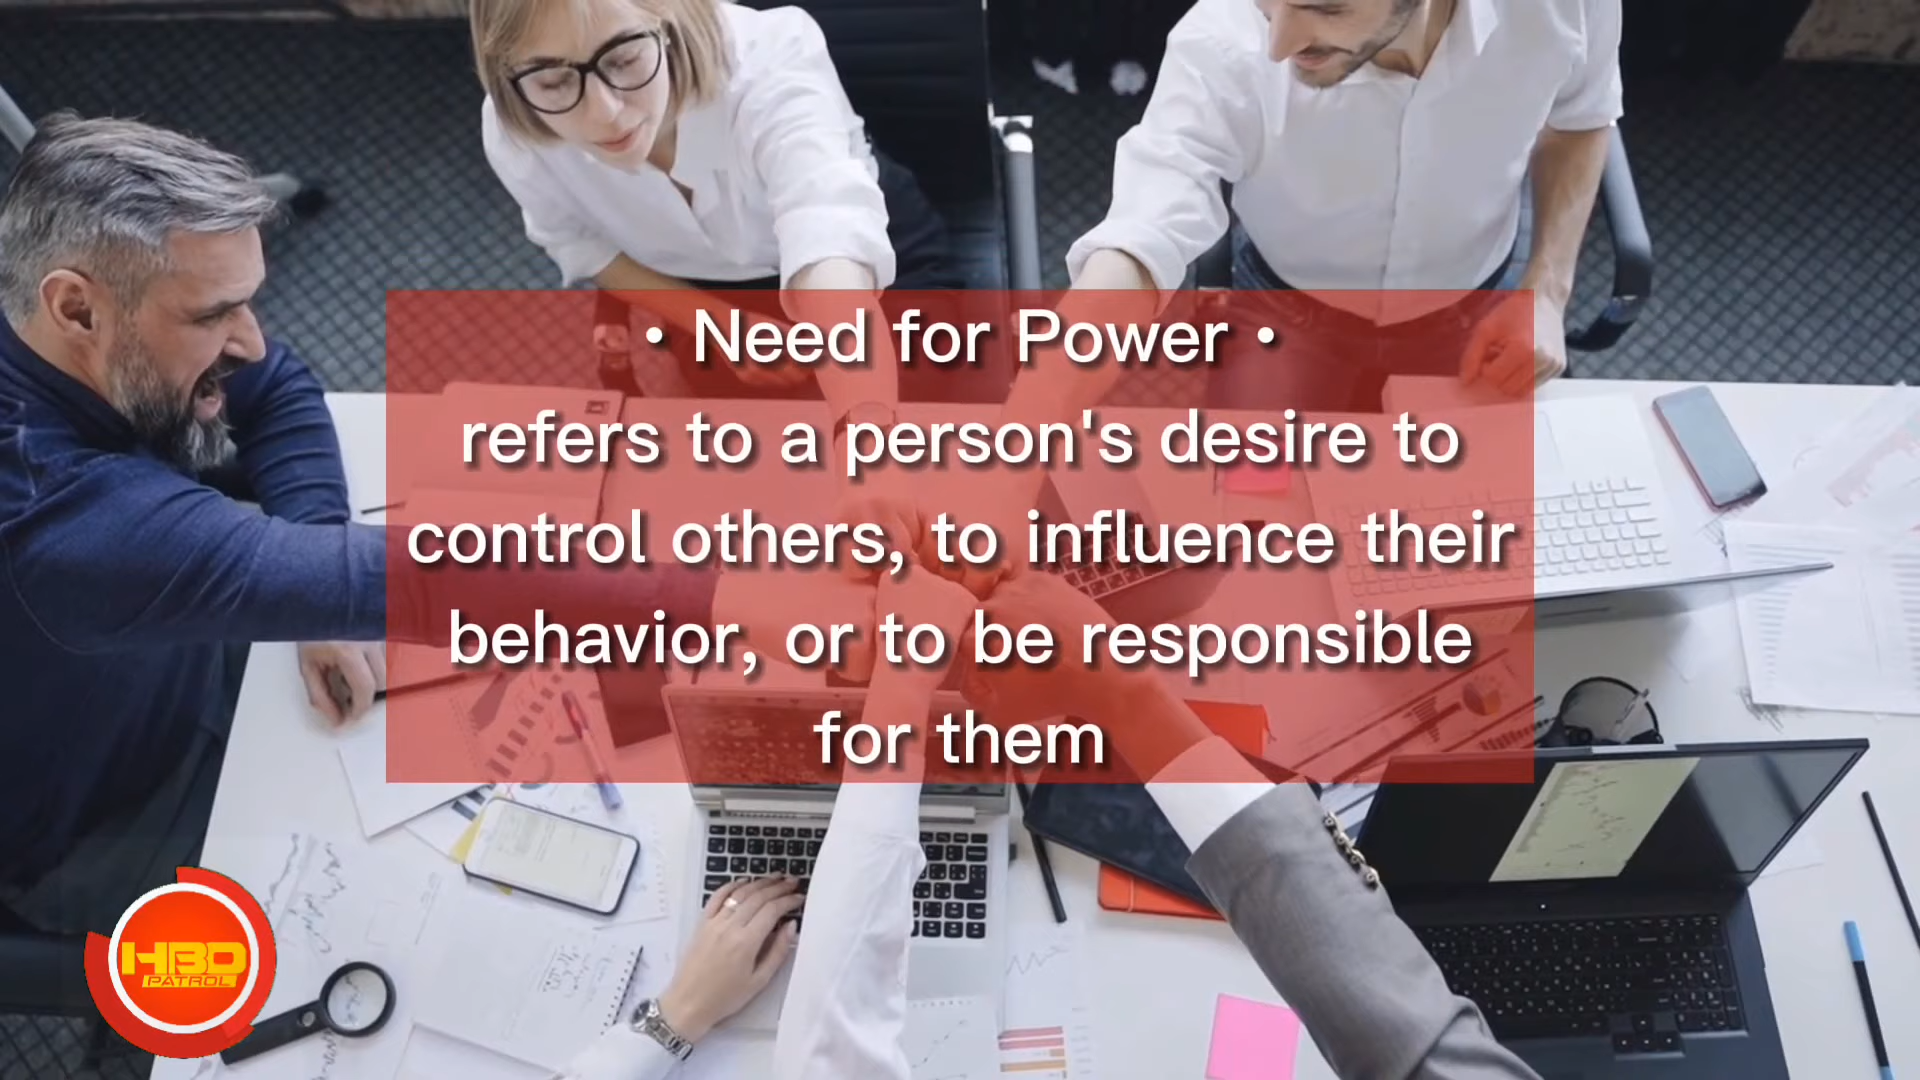 • Need for Power •
refers to a person's desire to
control others, to influence their
behavior, or to be responsible
for them
HBO
PATROL